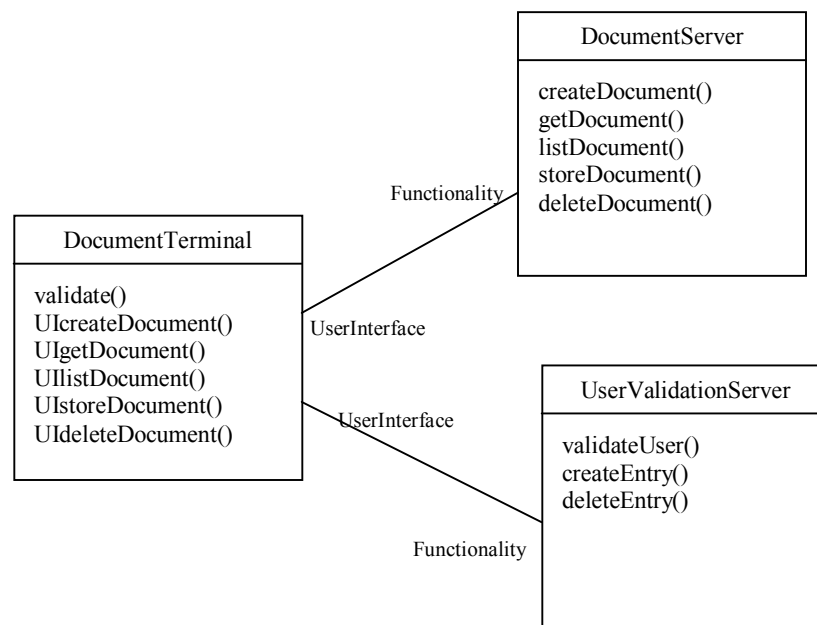 DocumentServer
createDocument()
getDocument()
listDocument()
storeDocument()
deleteDocument()
Functionality
DocumentTerminal
validate()
UIcreateDocument()
UIgetDocument()
UIlistDocument()
UIstoreDocument()
UIdeleteDocument()
UserInterface
UserInterface
UserValidationServer
validateUser()
createEntry()
deleteEntry()
Functionality